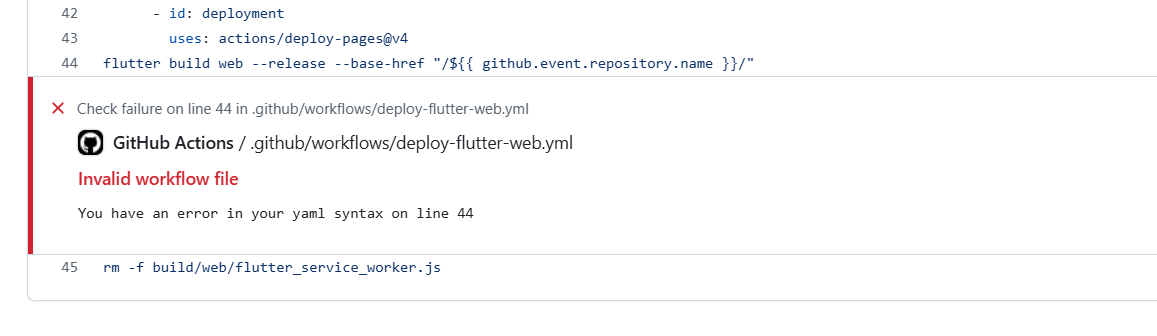 42 - id: deployment
43 uses: actions/deploy-pages@v4
44 flutter build web --release --base-href "/${{ github.event.repository.name }}/"
Check failure on line 44 in .github/workflows/deploy-flutter-web.yml
GitHub Actions / .github/workflows/deploy-flutter-web.yml
Invalid workflow file
You have an error in your yaml syntax on line 44
45 rm -f build/web/flutter_service_worker.js